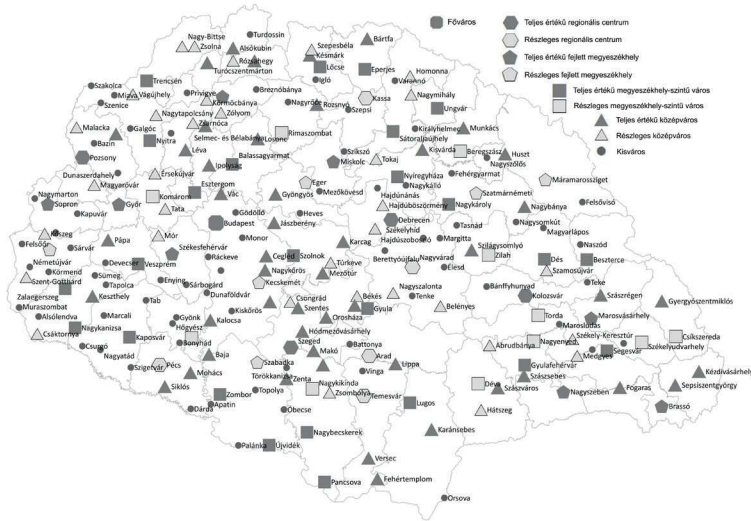 Főváros
Teljes értékű regionális centrum
Részleges regionális centrum
Teljes értékű fejlett megyeszékhely
Részleges fejlett megyeszékhely
Teljes értékű megyeszékhely-szintű város
Részleges megyeszékhely-szintű város
Teljes értékű középváros
Részleges középváros
Kisváros
Nagy-Bittse
Zsolna
Turdossin
Alsókubin
Rózsahegy
Turócszentmárton
Szepesbéla
Késmárk
Bártfa
Lőcse
Eperjes
Igló
Homonna
Varannó
Trencsén
Szakolca
Miava
Vágújhely
Szenice
Privigye
Breznóbánya
Nagyrőce
Rozsnyó
Kassa
Szepsi
Nagymihály
Ungvár
Körmöcbánya
Nagytapolcsány
Zólyom
Zsarnóca
Malacka
Galgóc
Nyitra
Selmec- és Bélabánya
Losonc
Rimaszombat
Királyhelmec
Munkács
Sátoraljaújhely
Bazin
Pozsony
Léva
Balassagyarmat
Szikszó
Miskolc
Tokaj
Kisvárda
Beregszász
Huszt
Nagyszőlős
Ipolyság
Dunaszerdahely
Érsekújvár
Magyaróvár
Esztergom
Vác
Eger
Mezőkövesd
Nyíregyháza
Nagykálló
Fehérgyarmat
Máramarossziget
Szatmárnémeti
Nagymarton
Sopron
Győr
Komárom
Tata
Gyöngyös
Hajdúnánás
Hajdúböszörmény
Nagykároly
Nagybánya
Felsővisó
Kapuvár
Gödöllő
Budapest
Heves
Jászberény
Debrecen
Székelyhíd
Hajdúszoboszló
Tasnád
Nagysomkút
Magyarlápos
Kőszeg
Felsőőr
Sárvár
Pápa
Mór
Székesfehérvár
Monor
Karcag
Margitta
Szilágysomlyó
Zilah
Naszód
Németújvár
Körmend
Szent-Gotthárd
Devecser
Veszprém
Ráckeve
Cegléd
Szolnok
Berettyóújfalu
Nagyvárad
Élesd
Dés
Beszterce
Szamosújvár
Sümeg
Tapolca
Enying
Sárbogárd
Nagykőrös
Túrkeve
Mezőtúr
Kecskemét
Zalaegerszeg
Keszthely
Dunaföldvár
Nagyszalonta
Bánffyhunyad
Teke
Szászrégen
Gyergyószentmiklós
Muraszombat
Alsólendva
Marcali
Tab
Kiskőrös
Csongrád
Szentes
Békés
Gyula
Tenke
Belényes
Kolozsvár
Marosvásárhely
Csáktornya
Nagykanizsa
Kaposvár
Gyönk
Högyész
Kalocsa
Orosháza
Torda
Marosludas
Csíkszereda
Hódmezővásárhely
Székely-Keresztúr
Székelyudvarhely
Csurgó
Nagyatád
Bonyhád
Szigetvár
Pécs
Baja
Szeged
Makó
Battonya
Arad
Abrudbánya
Nagyenyed
Medgyes
Segesvár
Szabadka
Vinga
Lippa
Gyulafehérvár
Szászsebes
Kézdivásárhely
Siklós
Mohács
Törökkanizsa
Zenta
Nagykikinda
Zsombolya
Temesvár
Déva
Szászváros
Nagyszeben
Fogaras
Sepsiszentgyörgy
Zombor
Topolya
Dárda
Apatin
Óbecse
Lugos
Hátszeg
Brassó
Nagybecskerek
Karánsebes
Palánka
Újvidék
Versec
Pancsova
Fehértemplom
Orsova